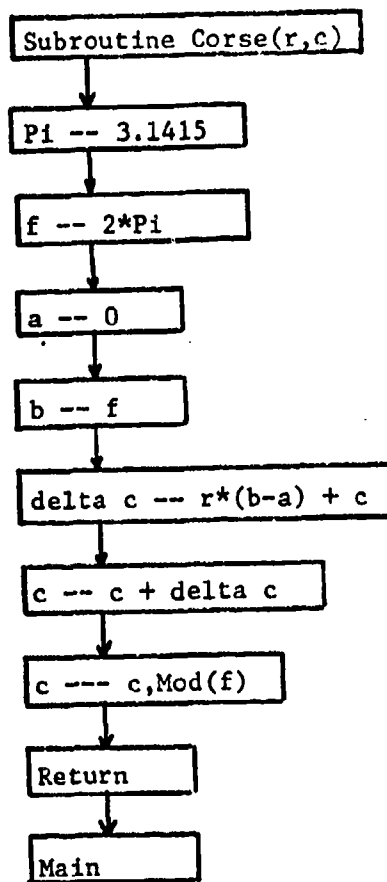 Subroutine Corse(r,c)
Pi -- 3.1415
f -- 2*Pi
a -- 0
b -- f
delta c -- r*(b-a) + c
c -- c + delta c
c --- c,Mod(f)
Return
Main